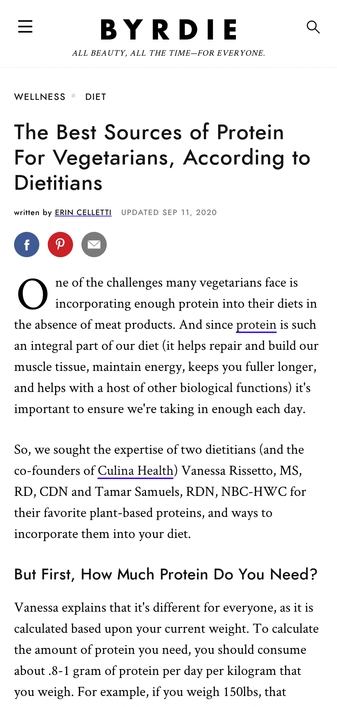 BYRDIE
ALL BEAUTY, ALL THE TIME—FOR EVERYONE.
WELLNESS DIET
The Best Sources of Protein
For Vegetarians, According to
Dietitians
written by ERIN CELLETTI UPDATED SEP 11, 2020
One of the challenges many vegetarians face is
incorporating enough protein into their diets in
the absence of meat products. And since protein is such
an integral part of our diet (it helps repair and build our
muscle tissue, maintain energy, keeps you fuller longer,
and helps with a host of other biological functions) it's
important to ensure we're taking in enough each day.
So, we sought the expertise of two dietitians (and the
co-founders of Culina Health) Vanessa Rissetto, MS,
RD, CDN and Tamar Samuels, RDN, NBC-HWC for
their favorite plant-based proteins, and ways to
incorporate them into your diet.
But First, How Much Protein Do You Need?
Vanessa explains that it's different for everyone, as it is
calculated based upon your current weight. To calculate
the amount of protein you need, you should consume
about .8-1 gram of protein per day per kilogram that
you weigh. For example, if you weigh 150lbs, that